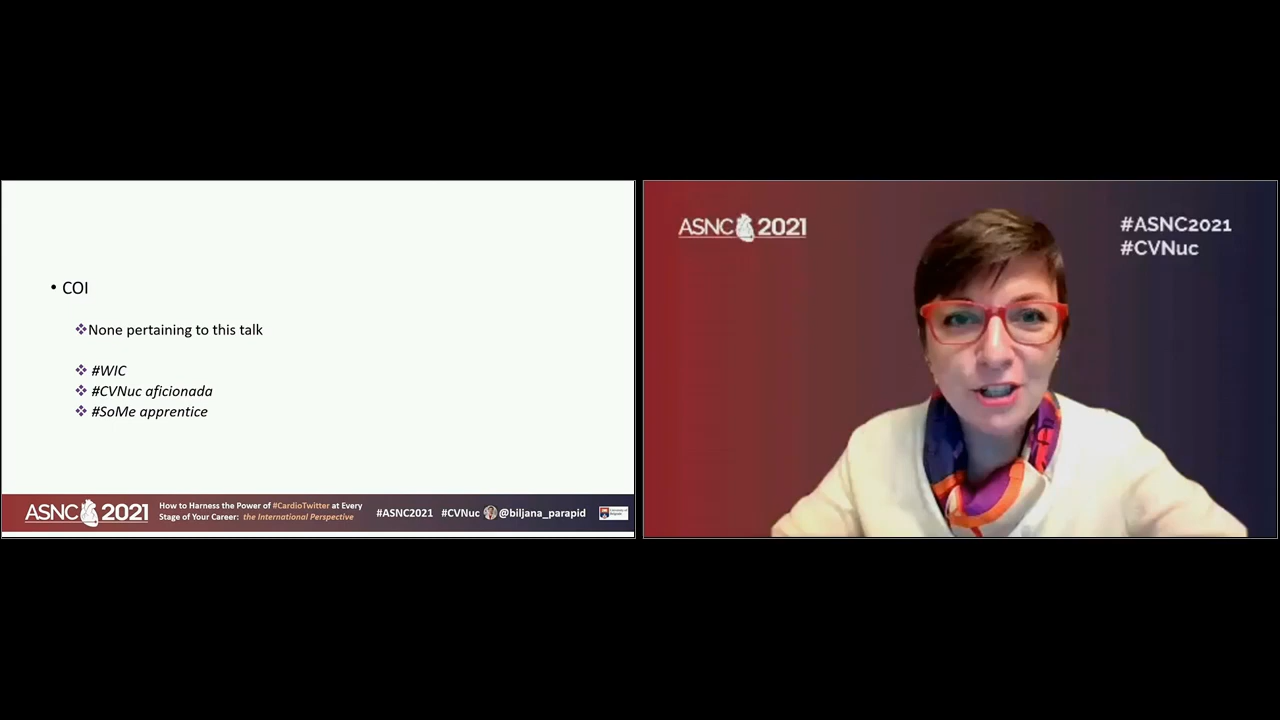 • COI
❖None pertaining to this talk
❖ #WIC
❖ #CVNuc aficionada
❖ #SoMe apprentice
ASNC 2021
How to Harness the Power of #CardioTwitter at Every
Stage of Your Career: the International Perspective
#ASNC2021 #CVNuc @biljana_parapid
ASNC 2021
#ASNC2021
#CVNuc